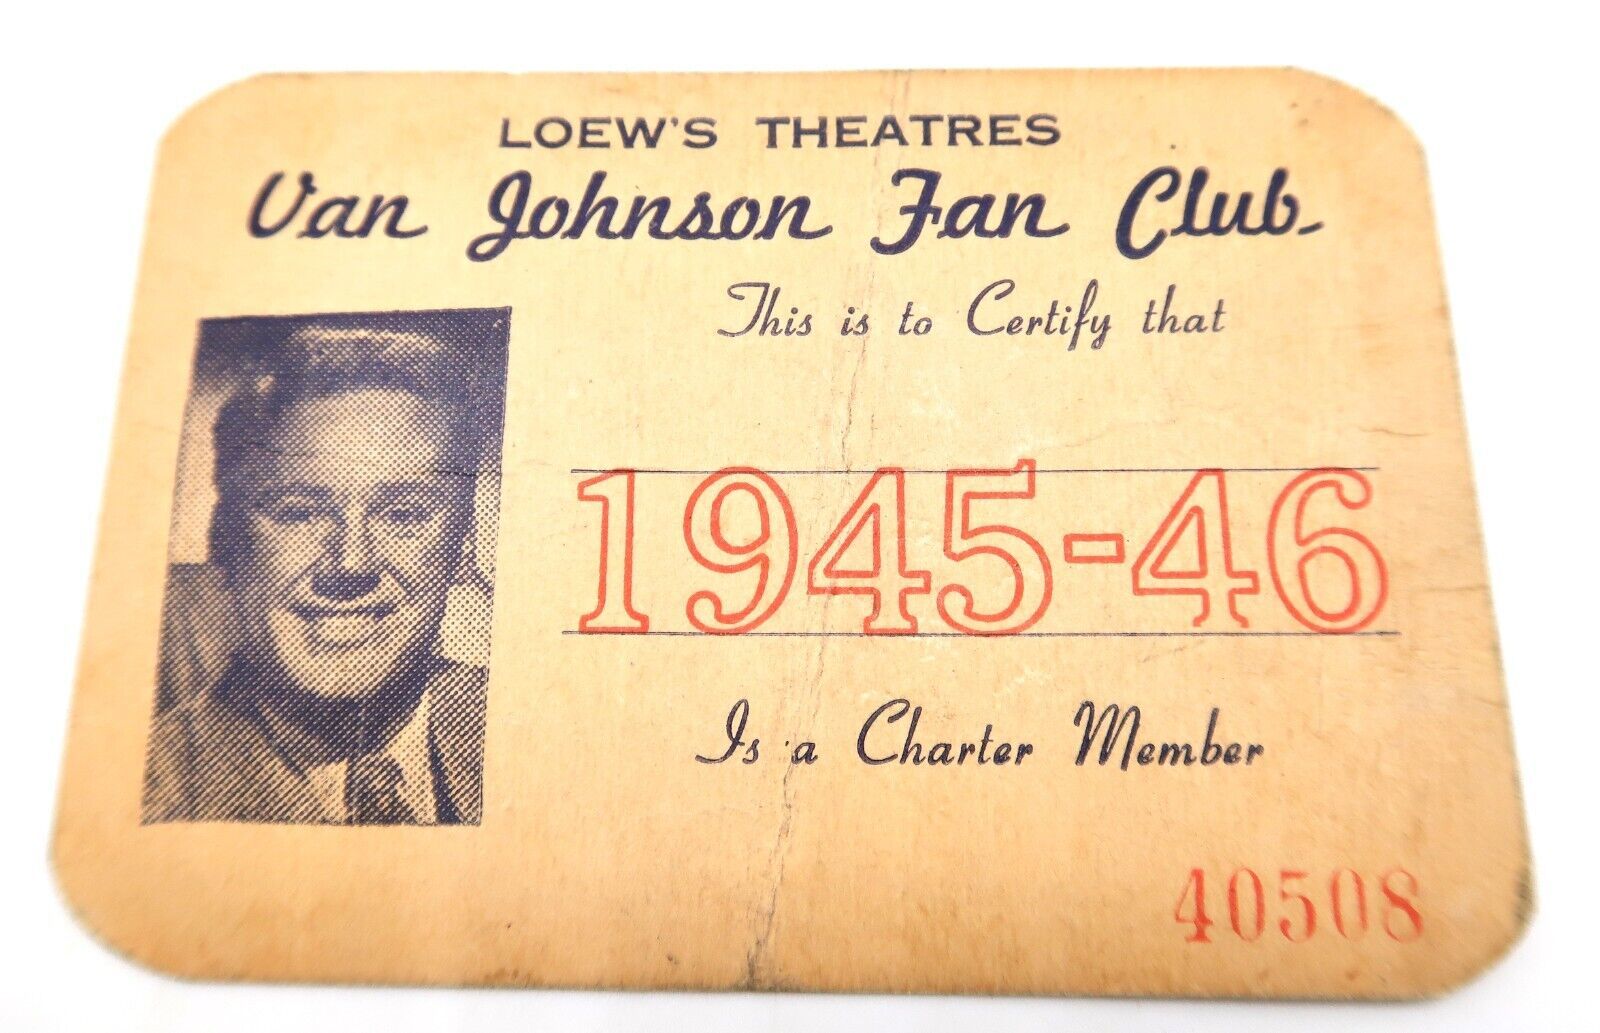 LOEW'S THEATRES
Van Johnson Fan Club
This is to Certify that
1945-46
Is a Charter Member
40508